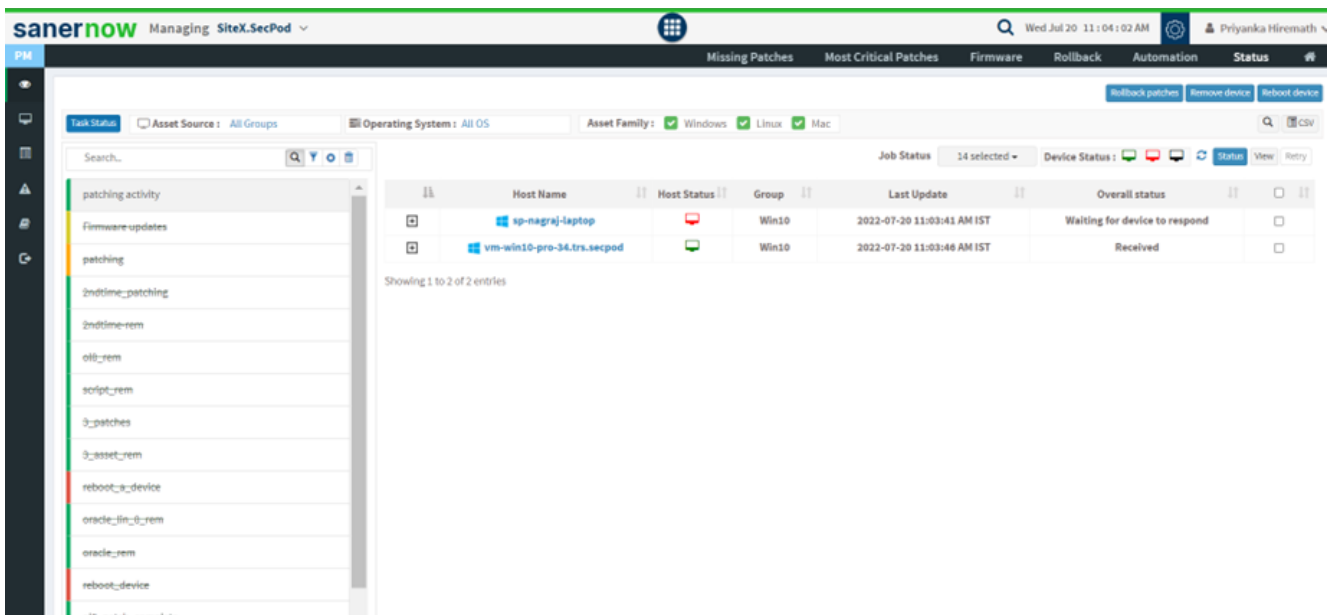 sanernow Managing SiteX.SecPod Wed Jul 20 11:04:02 AM Priyanka Hiremath
PM Missing Patches Most Critical Patches Firmware Rollback Automation Status
Rollback patches Remove device Reboot device
Task Status Asset Source : All Groups Operating System : All OS Asset Family : Windows Linux Mac CSV
Search.. Job Status 14 selected Device Status : Status View Retry
patching activity Host Name Host Status Group Last Update Overall status
Firmware updates sp-nagraj-laptop Win10 2022-07-20 11:03:41 AM IST Waiting for device to respond
patching vm-win10-pro-34.trs.secpod Win10 2022-07-20 11:03:46 AM IST Received
Showing 1 to 2 of 2 entries
2ndtime_patching
2ndtime-rem
ol8_rem
script_rem
3_patches
3_asset_rem
reboot_a_device
oracle_lin_8_rem
oracle_rem
reboot_device